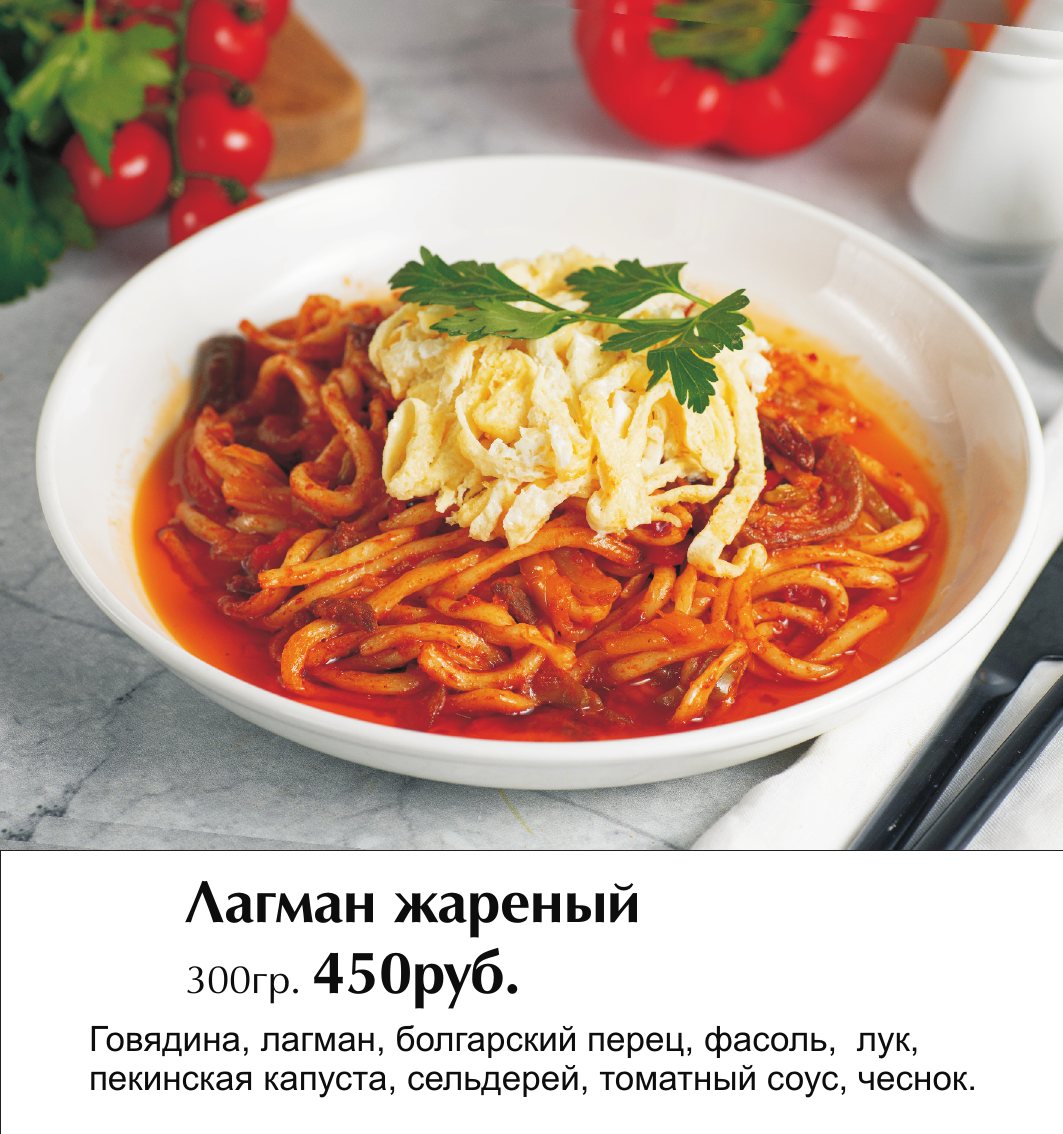 Лагман жареный
300гр. 450руб.
Говядина, лагман, болгарский перец, фасоль,  лук,
пекинская капуста, сельдерей, томатный соус, чеснок.